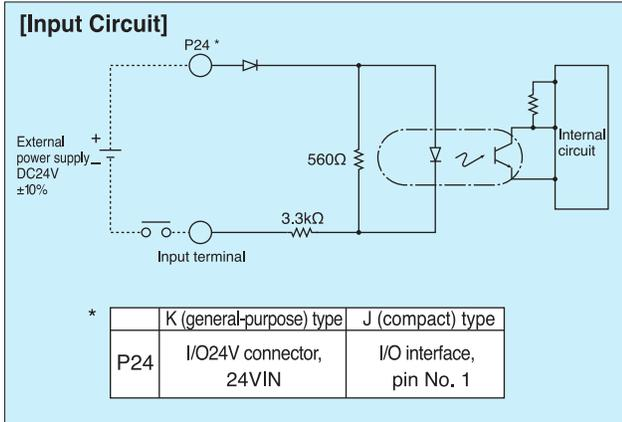 [Input Circuit]
P24 *
External
power supply
DC24V
±10%
+
−
560Ω
Internal
circuit
3.3kΩ
Input terminal
*
K (general-purpose) type J (compact) type
P24
I/O24V connector,
24VIN
I/O interface,
pin No. 1